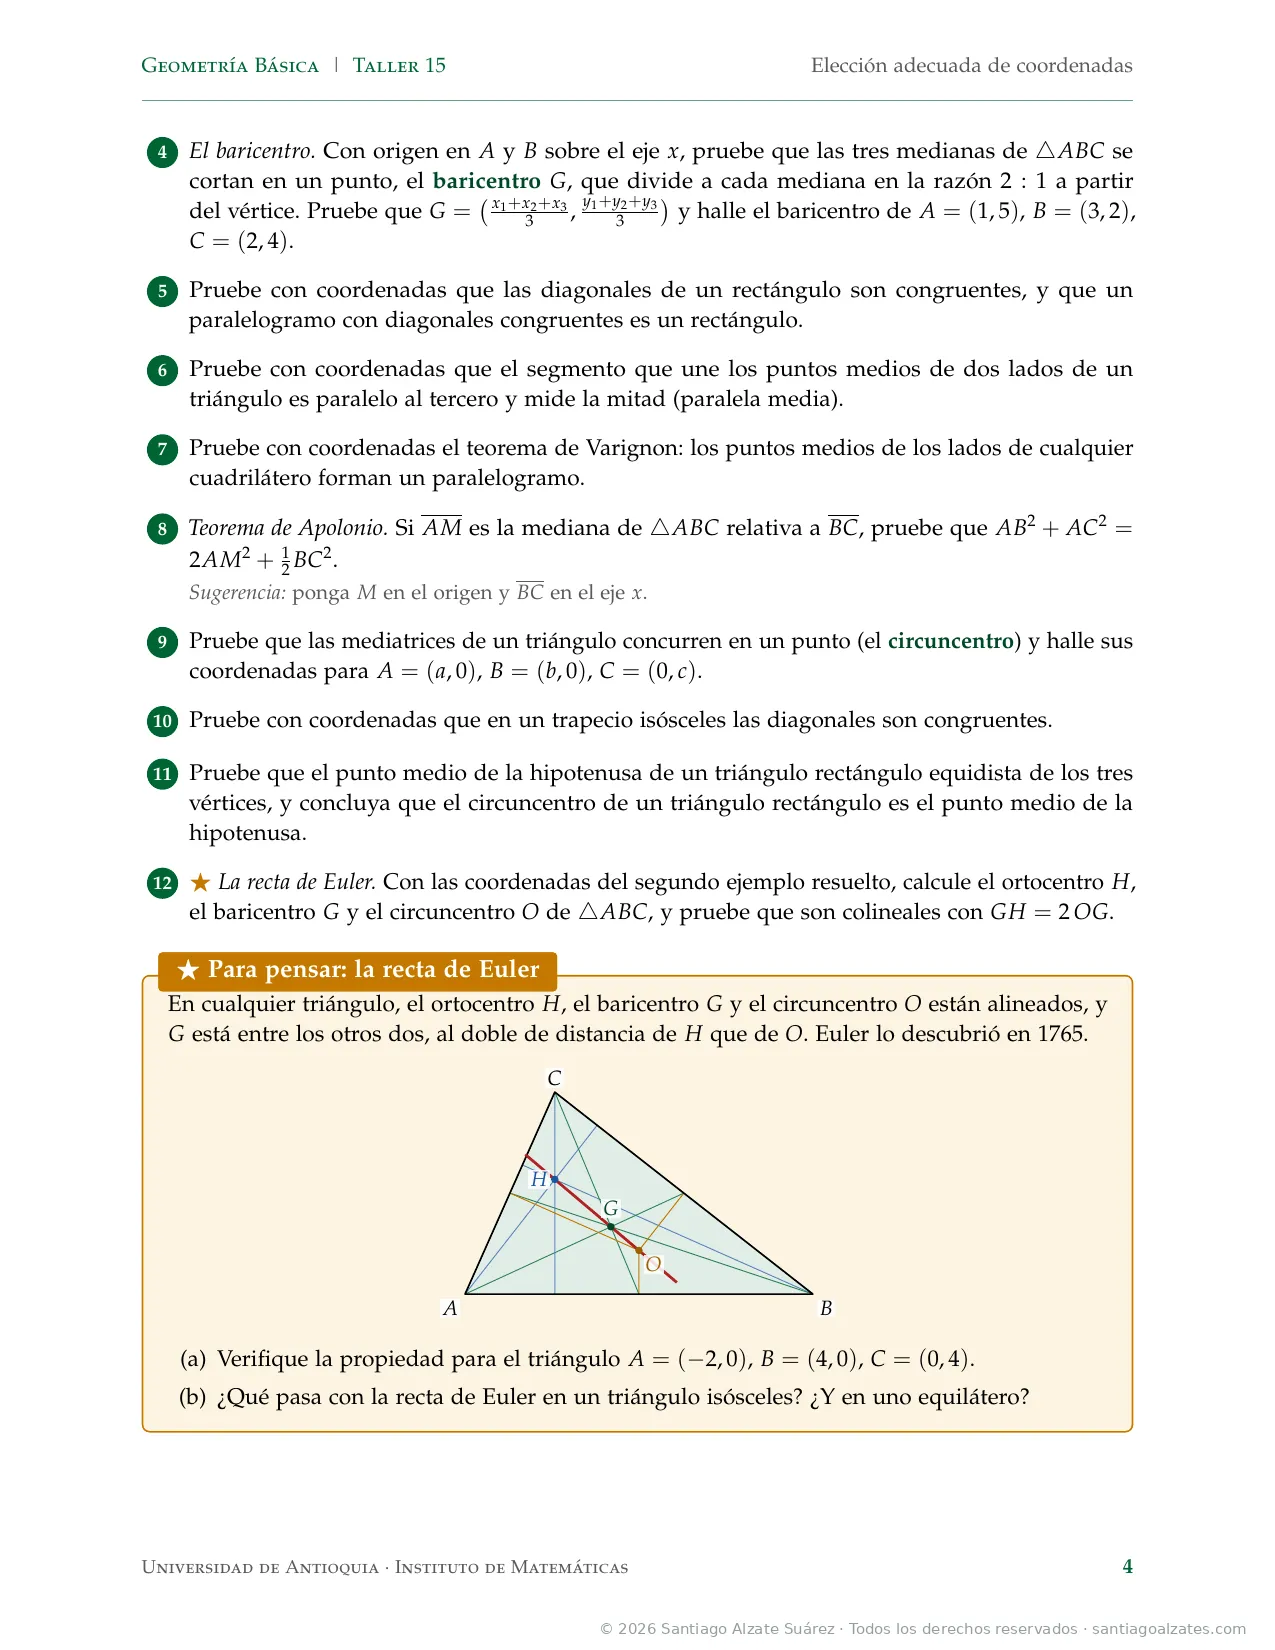 Geometría Básica | Taller 15
Elección adecuada de coordenadas
4 El baricentro. Con origen en A y B sobre el eje x, pruebe que las tres medianas de △ABC se
cortan en un punto, el baricentro G, que divide a cada mediana en la razón 2 : 1 a partir
del vértice. Pruebe que G = (\frac{x₁+x₂+x₃}{3}, \frac{y₁+y₂+y₃}{3}) y halle el baricentro de A = (1, 5), B = (3, 2),
C = (2, 4).
5 Pruebe con coordenadas que las diagonales de un rectángulo son congruentes, y que un
paralelogramo con diagonales congruentes es un rectángulo.
6 Pruebe con coordenadas que el segmento que une los puntos medios de dos lados de un
triángulo es paralelo al tercero y mide la mitad (paralela media).
7 Pruebe con coordenadas el teorema de Varignon: los puntos medios de los lados de cualquier
cuadrilátero forman un paralelogramo.
8 Teorema de Apolonio. Si \overline{AM} es la mediana de △ABC relativa a \overline{BC}, pruebe que AB² + AC² =
2AM² + ½BC².
Sugerencia: ponga M en el origen y \overline{BC} en el eje x.
9 Pruebe que las mediatrices de un triángulo concurren en un punto (el circuncentro) y halle sus
coordenadas para A = (a, 0), B = (b, 0), C = (0, c).
10 Pruebe con coordenadas que en un trapecio isósceles las diagonales son congruentes.
11 Pruebe que el punto medio de la hipotenusa de un triángulo rectángulo equidista de los tres
vértices, y concluya que el circuncentro de un triángulo rectángulo es el punto medio de la
hipotenusa.
12 ★ La recta de Euler. Con las coordenadas del segundo ejemplo resuelto, calcule el ortocentro H,
el baricentro G y el circuncentro O de △ABC, y pruebe que son colineales con GH = 2 OG.
★ Para pensar: la recta de Euler
En cualquier triángulo, el ortocentro H, el baricentro G y el circuncentro O están alineados, y
G está entre los otros dos, al doble de distancia de H que de O. Euler lo descubrió en 1765.
C
H
G
O
A
B
(a) Verifique la propiedad para el triángulo A = (−2, 0), B = (4, 0), C = (0, 4).
(b) ¿Qué pasa con la recta de Euler en un triángulo isósceles? ¿Y en uno equilátero?
Universidad de Antioquia · Instituto de Matemáticas
4
© 2026 Santiago Alzate Suárez · Todos los derechos reservados · santiagoalzates.com